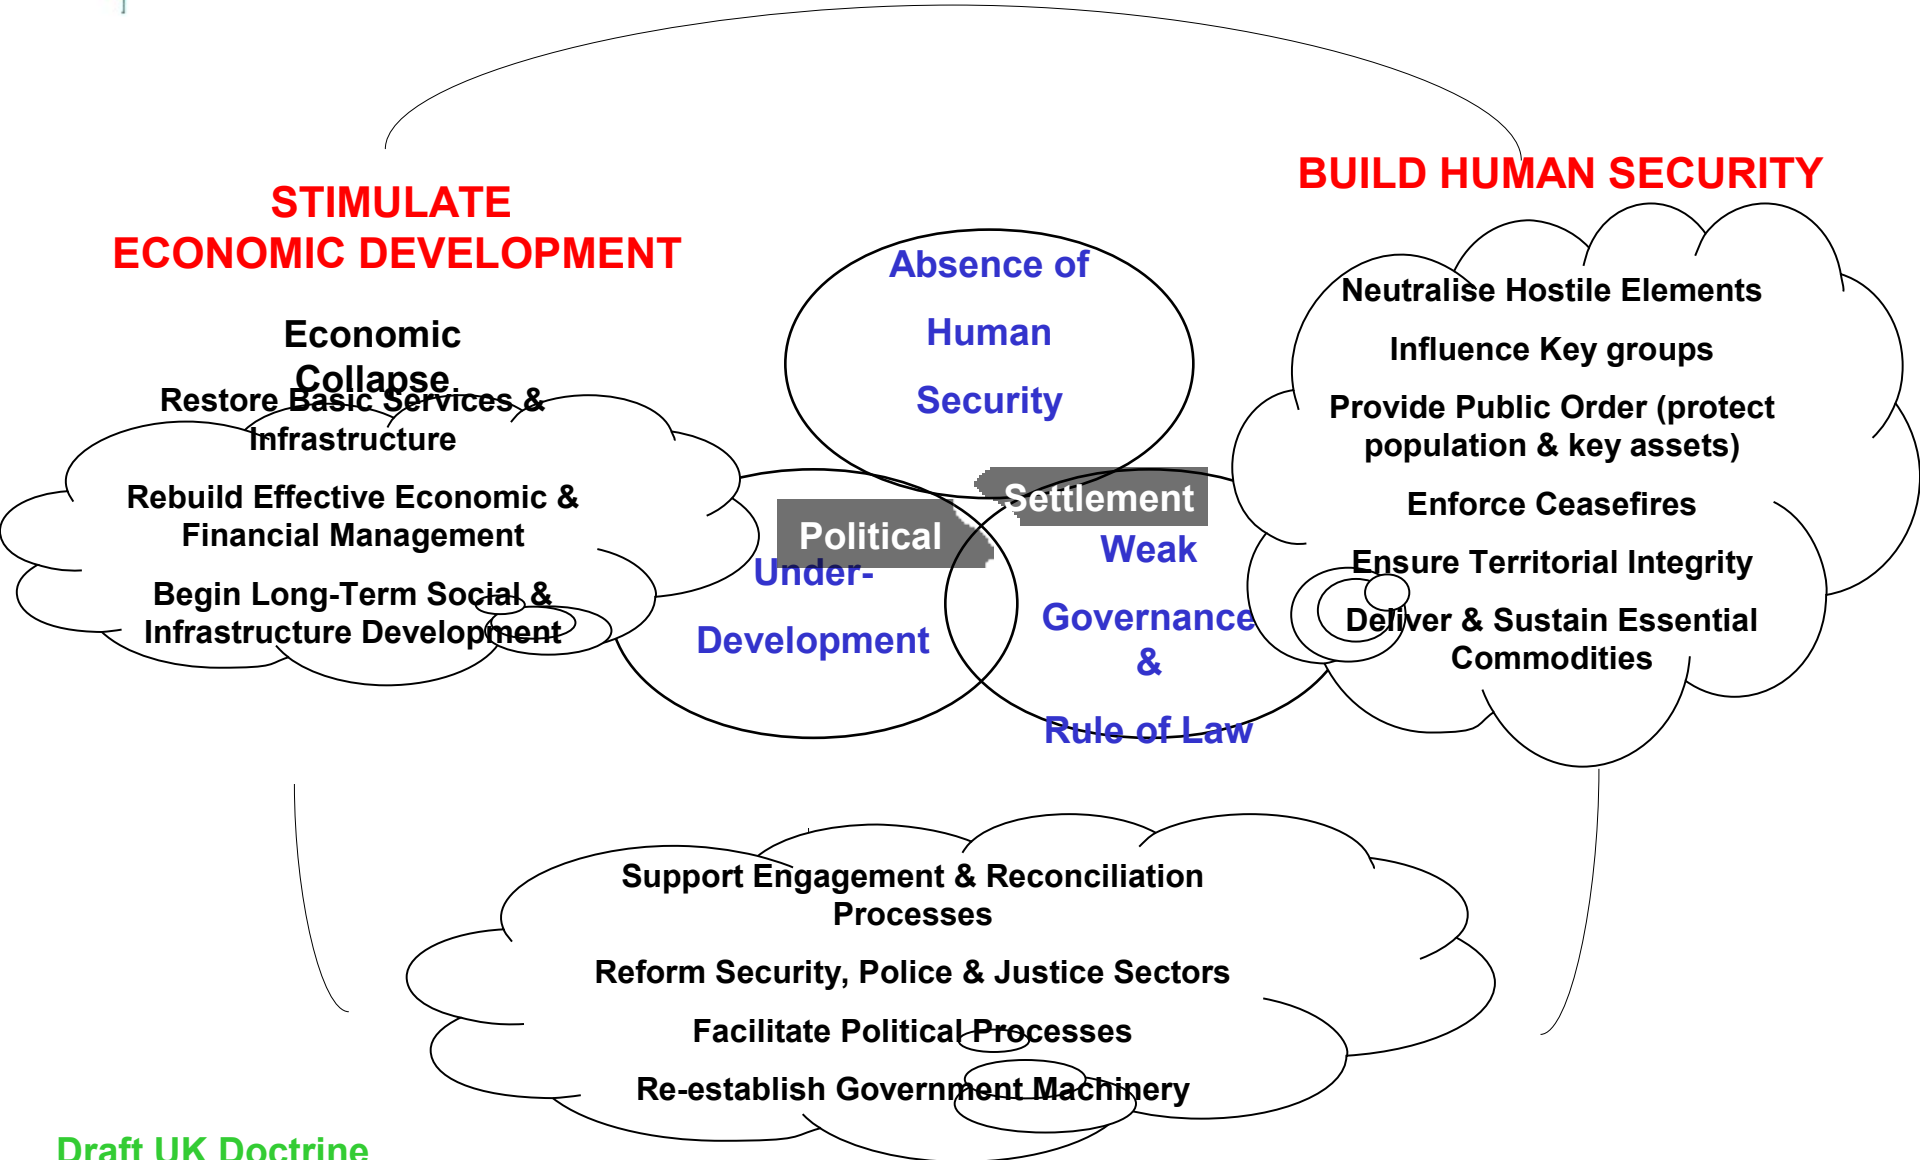 BUILD HUMAN SECURITY
STIMULATE
ECONOMIC DEVELOPMENT
Economic
Collapse
Restore Basic Services &
Infrastructure
Rebuild Effective Economic &
Financial Management
Begin Long-Term Social &
Infrastructure Development
Absence of
Human
Security
Political
Settlement
Under-
Development
Weak
Governance
&
Rule of Law
Neutralise Hostile Elements
Influence Key groups
Provide Public Order (protect
population & key assets)
Enforce Ceasefires
Ensure Territorial Integrity
Deliver & Sustain Essential
Commodities
Support Engagement & Reconciliation
Processes
Reform Security, Police & Justice Sectors
Facilitate Political Processes
Re-establish Government Machinery
Draft UK Doctrine